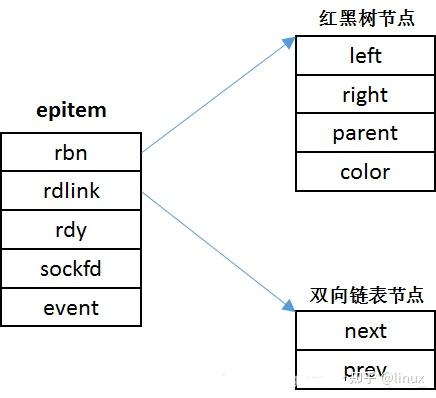 epitem
rbn
rdlink
rdy
sockfd
event
红黑树节点
left
right
parent
color
双向链表节点
next
prev
知乎 @linux